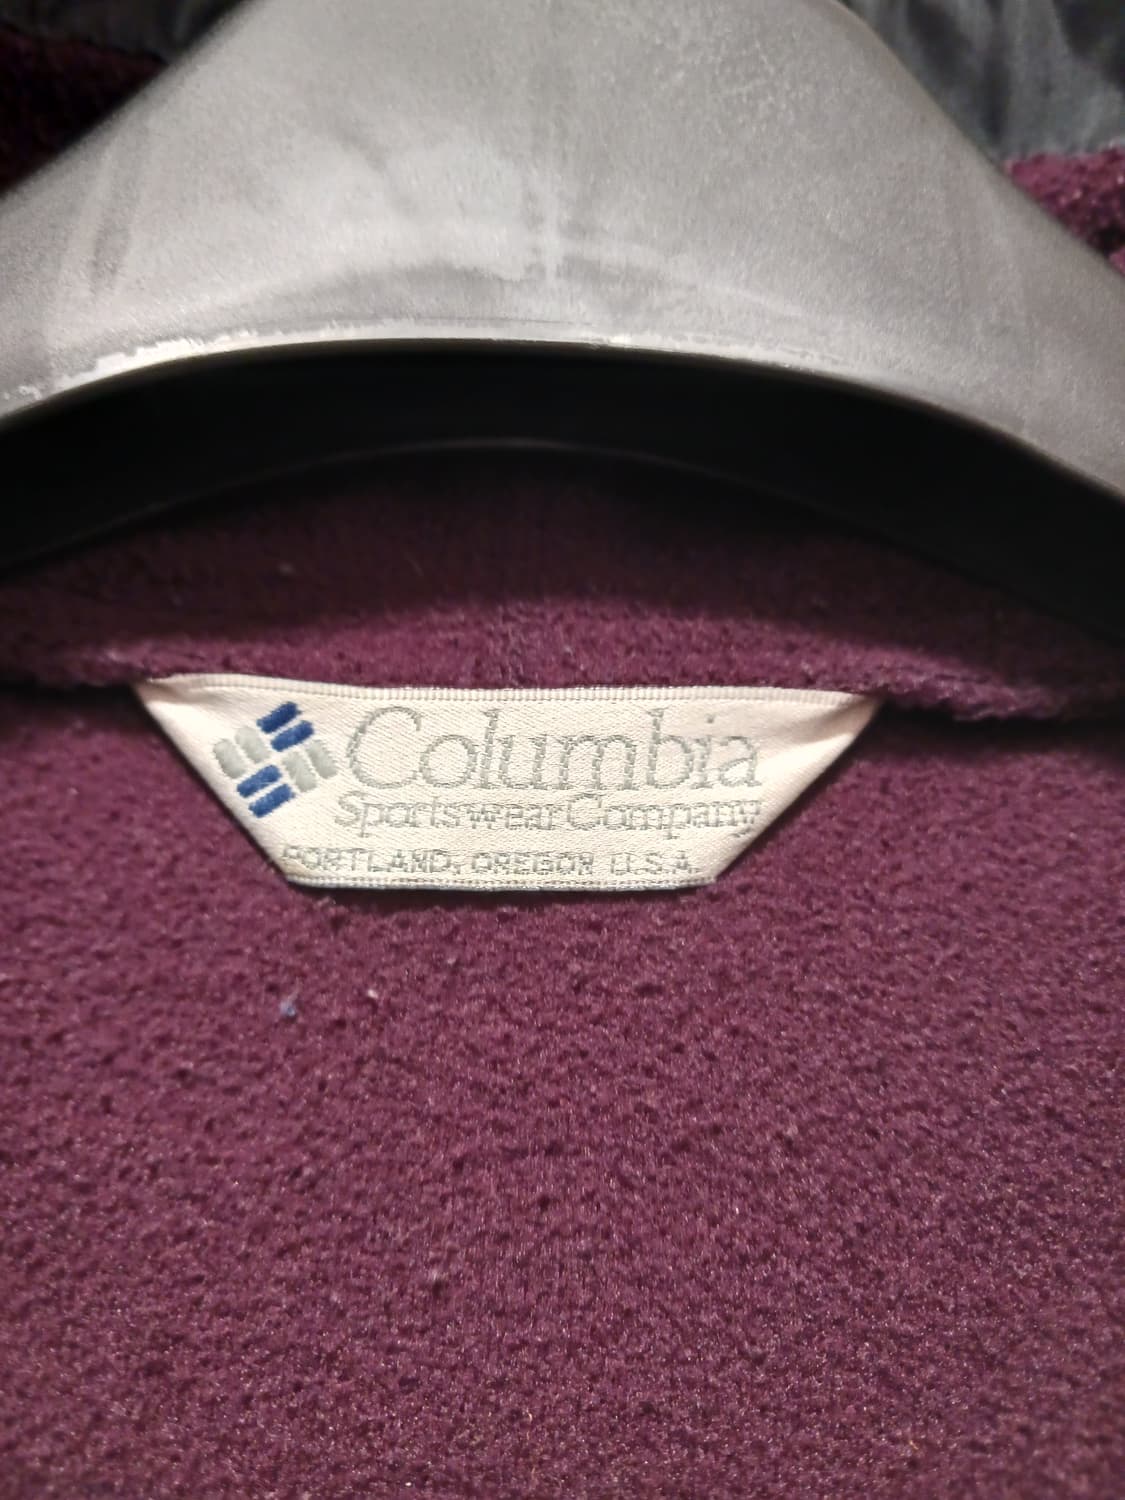 Columbia
Sportswear Company
PORTLAND, OREGON U.S.A.